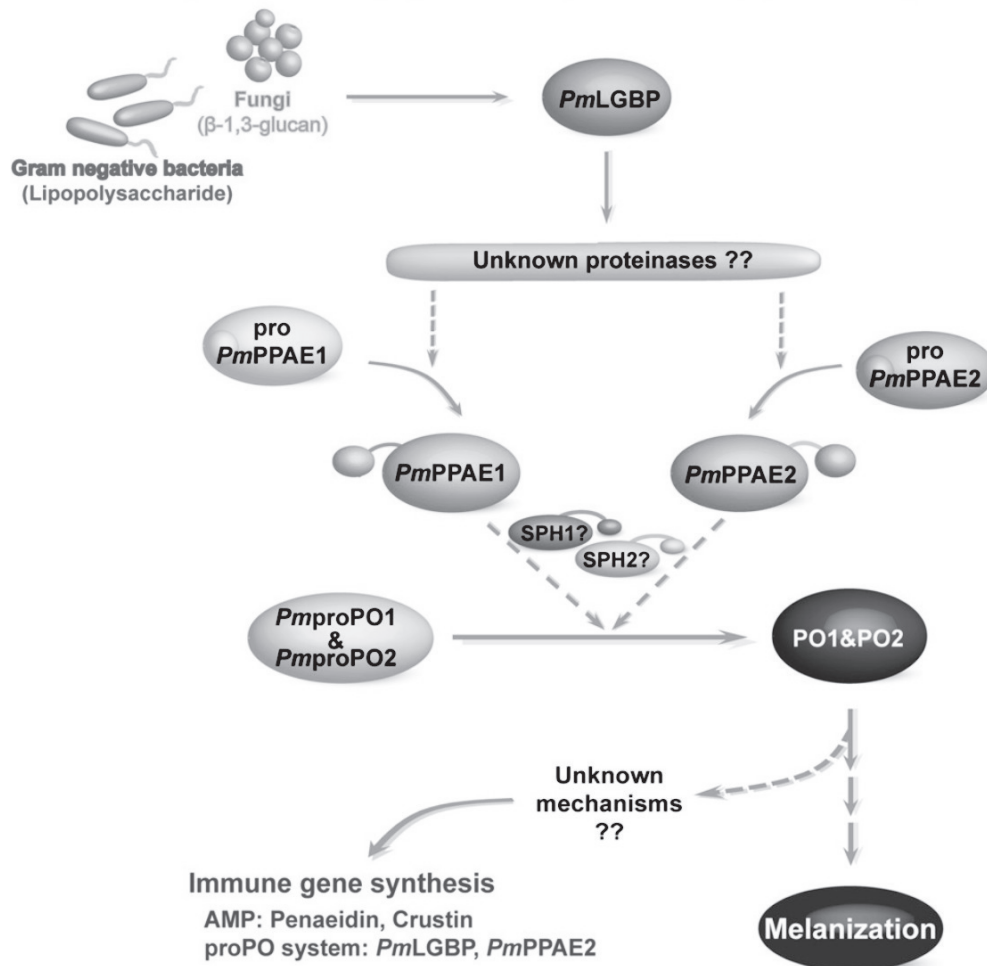 Fungi
(β-1,3-glucan)
Gram negative bacteria
(Lipopolysaccharide)
PmLGBP
Unknown proteinases ??
pro
PmPPAE1
pro
PmPPAE2
PmPPAE1
PmPPAE2
SPH1?
SPH2?
PmproPO1
&
PmproPO2
PO1&PO2
Unknown
mechanisms
??
Immune gene synthesis
AMP: Penaeidin, Crustin
proPO system: PmLGBP, PmPPAE2
Melanization